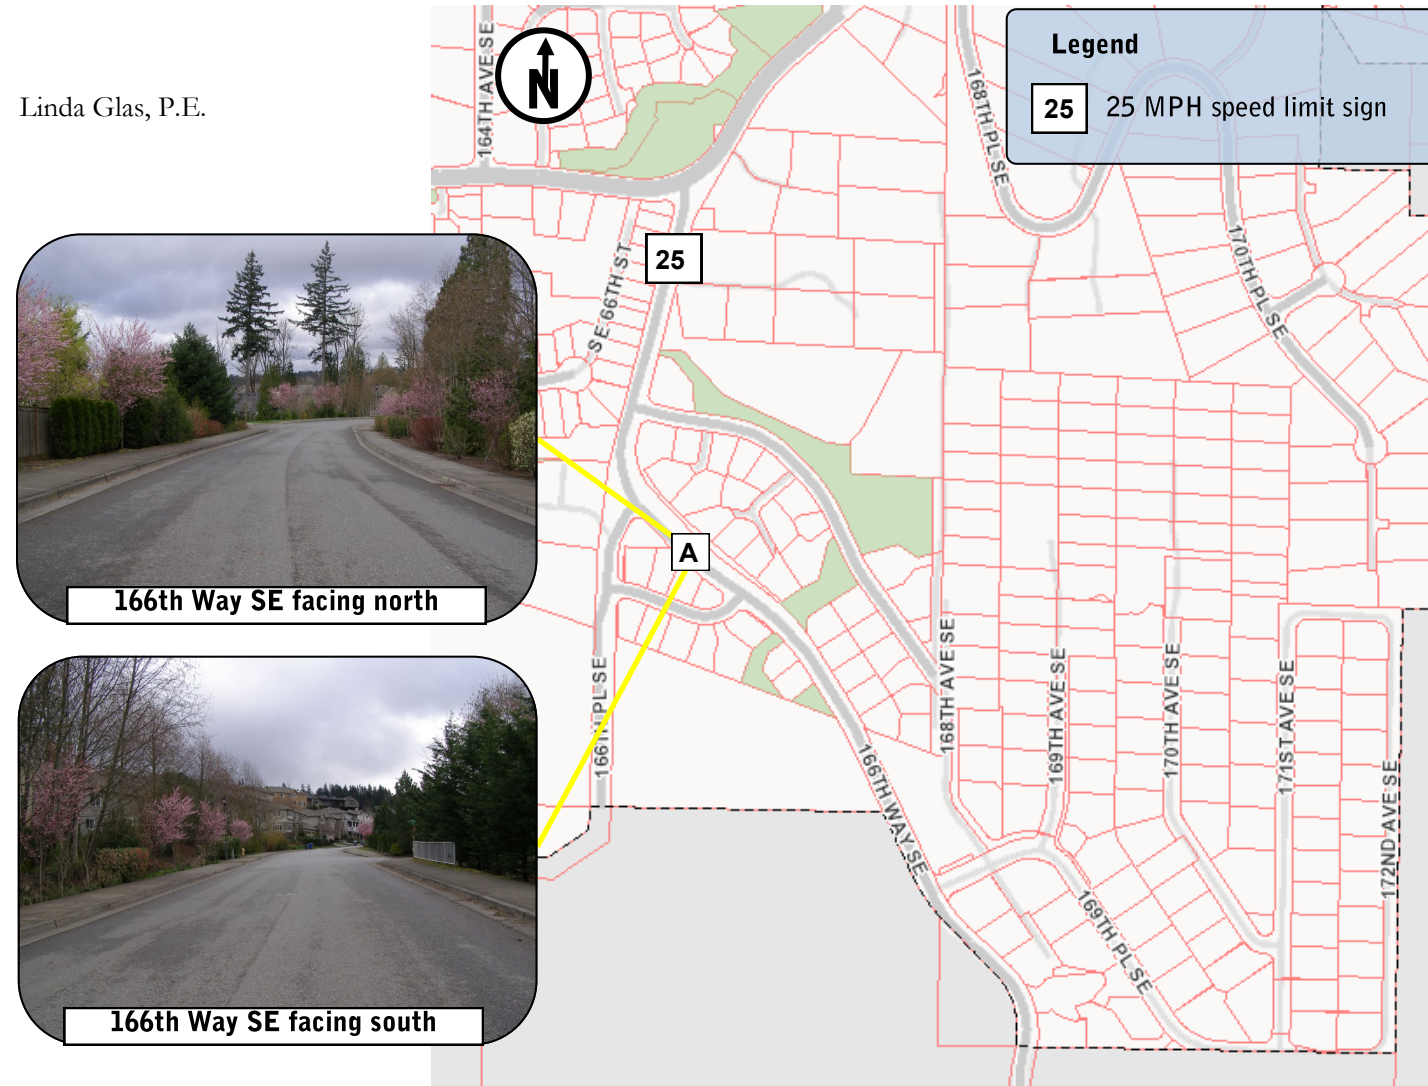 Linda Glas, P.E.
N
Legend
25 25 MPH speed limit sign
164TH AVE SE
168TH PL SE
170TH PL SE
SE 66TH ST
25
A
166th Way SE facing north
166TH PL SE
168TH AVE SE
169TH AVE SE
170TH AVE SE
171ST AVE SE
172ND AVE SE
166TH WAY SE
169TH PL SE
166th Way SE facing south